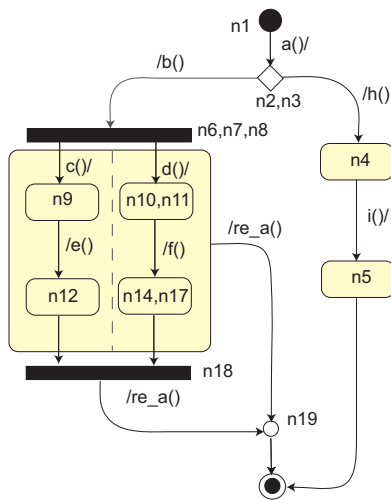 n1
a()/
/b()
/h()
n2,n3
n6,n7,n8
n4
c()/
d()/
n9
n10,n11
i()/
/re_a()
/e()
/f()
n5
n12
n14,n17
n18
/re_a()
n19